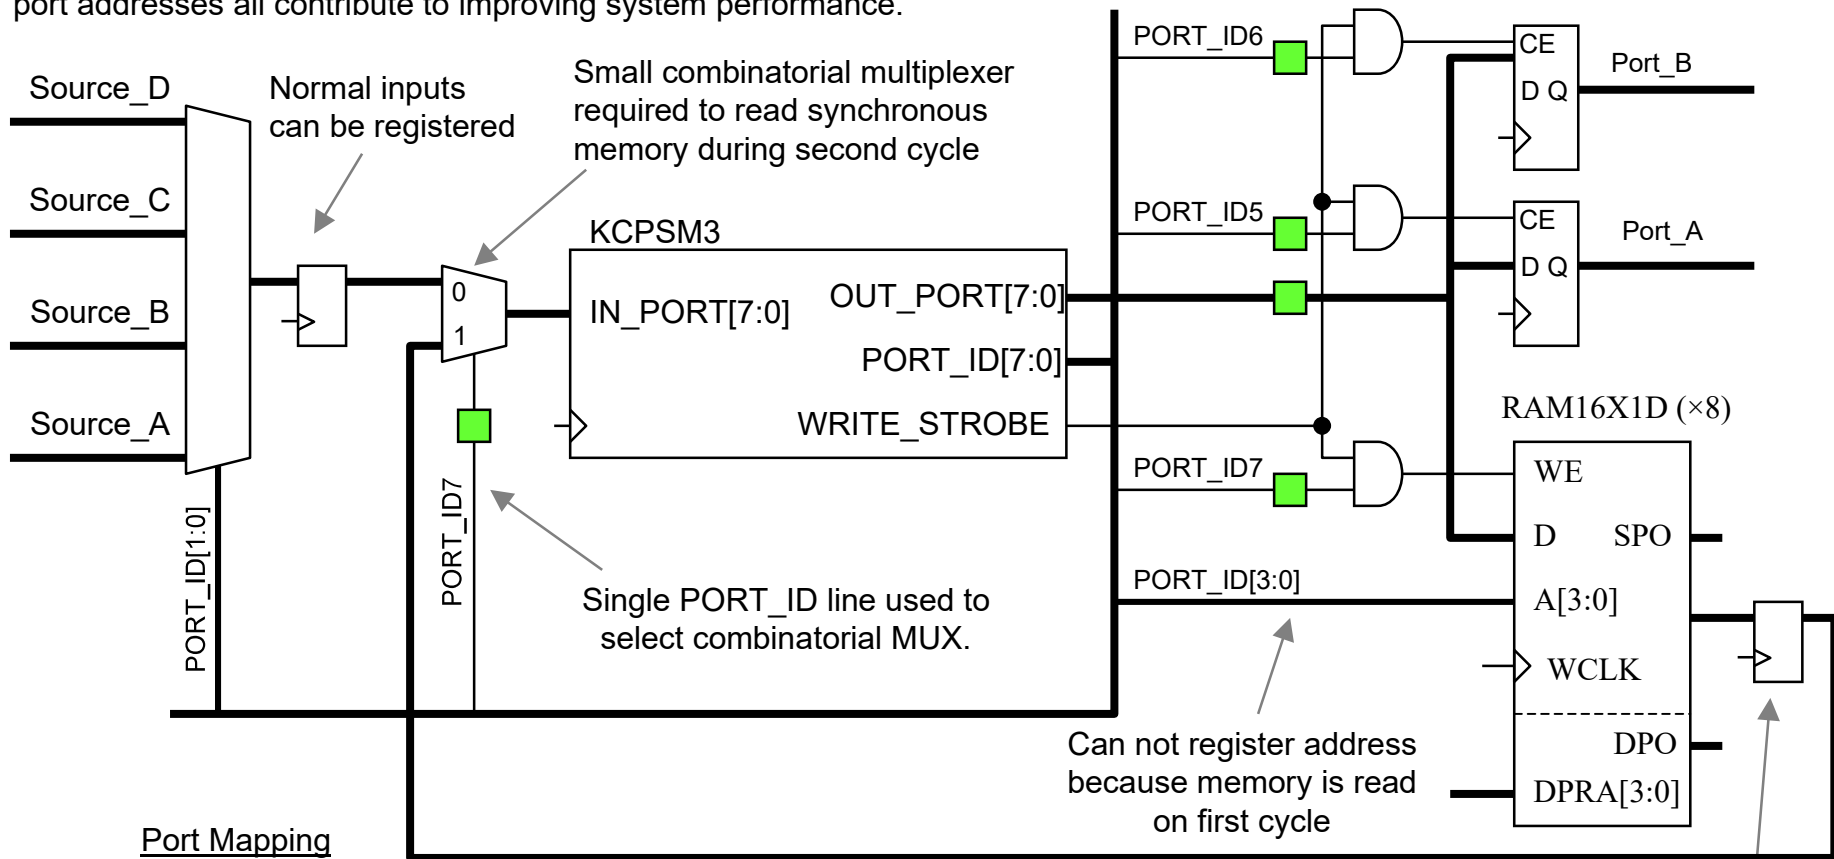 port addresses all contribute to improving system performance.
Source_D
Source_C
Source_B
Source_A
Normal inputs
can be registered
Small combinatorial multiplexer
required to read synchronous
memory during second cycle
PORT_ID[1:0]
0
1
PORT_ID7
Single PORT_ID line used to
select combinatorial MUX.
KCPSM3
IN_PORT[7:0]
OUT_PORT[7:0]
PORT_ID[7:0]
WRITE_STROBE
PORT_ID6
PORT_ID5
PORT_ID7
PORT_ID[3:0]
CE
D Q
Port_B
CE
D Q
Port_A
RAM16X1D (×8)
WE
D
SPO
A[3:0]
WCLK
DPO
DPRA[3:0]
Can not register address
because memory is read
on first cycle
Port Mapping